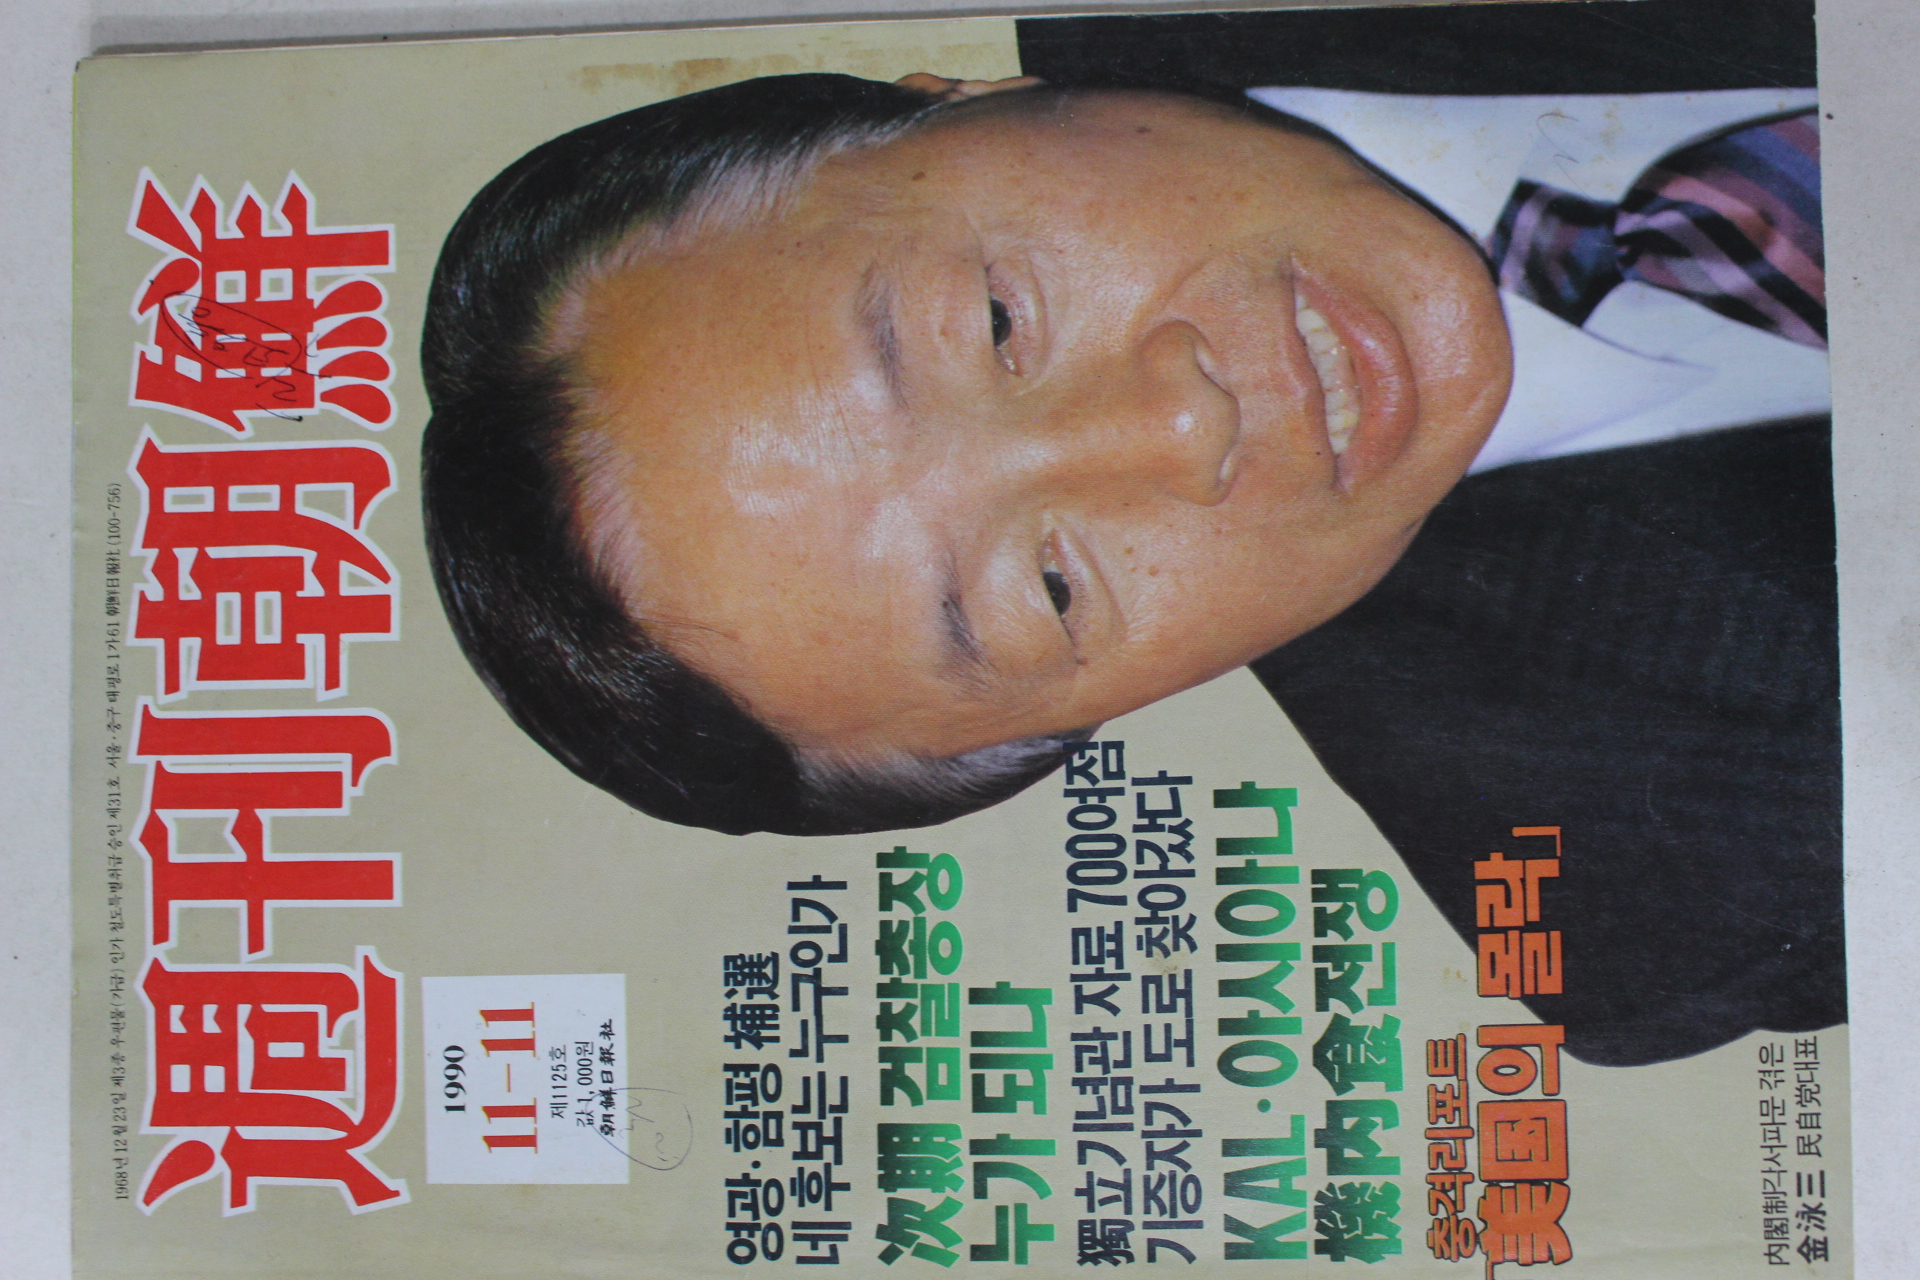 1968년 12월 23일 제3종우편물(가급) 인가 철도특별취급 승인 제31호 서울·중구 태평로 1가 61 朝鮮日報社 (100-756)
週刊朝鮮
1990
11-11
제1125호
값1,000원
朝鮮日報社
영광·함평 補選
네 후보는 누구인가
次期 검찰총장
누가 되나
獨立기념관 자료 7000여점
기증자가 도로 찾아갔다
KAL·아시아나
機內食전쟁
충격리포트
「美国의 몰락」
內閣制각서파문 겪은
金泳三 民自党대표